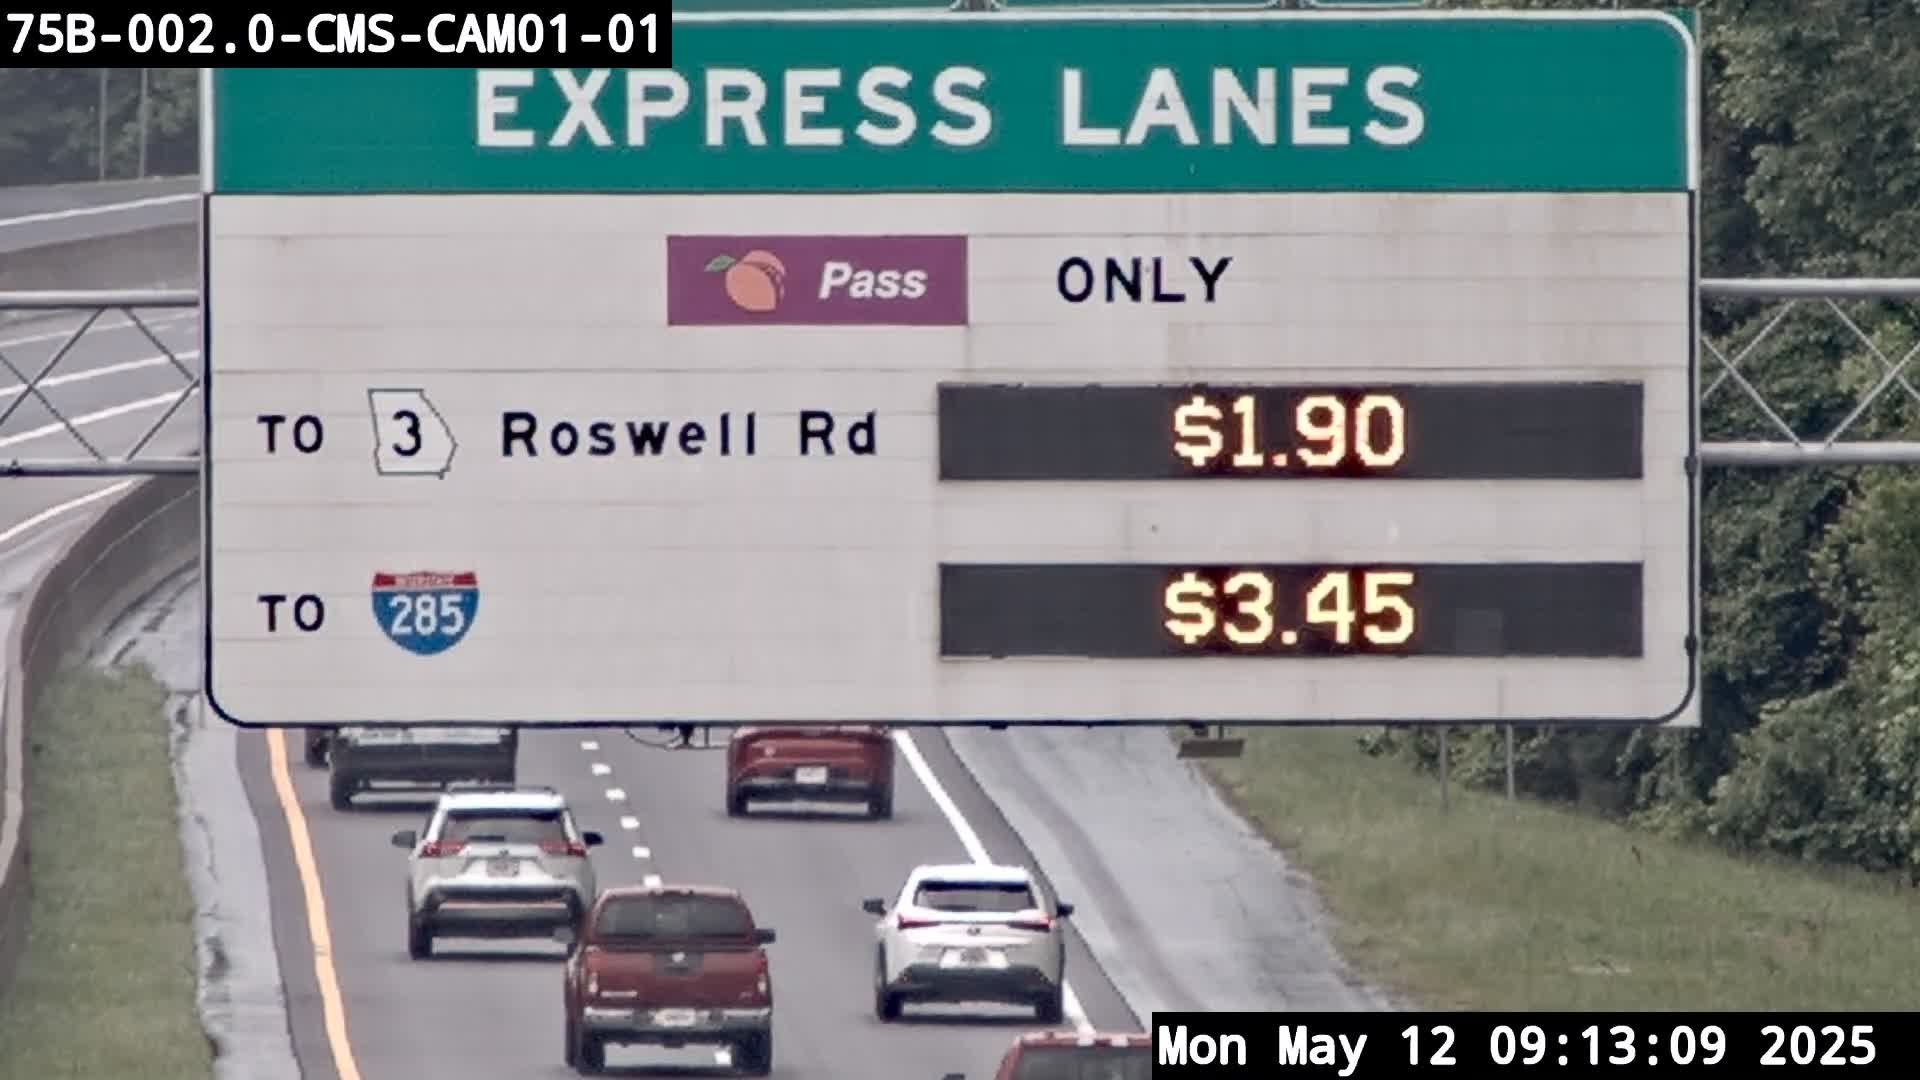 75B-002.0-CMS-CAM01-01
EXPRESS LANES
Pass ONLY
TO 3 Roswell Rd $1.90
TO 285 $3.45
Mon May 12 09:13:09 2025